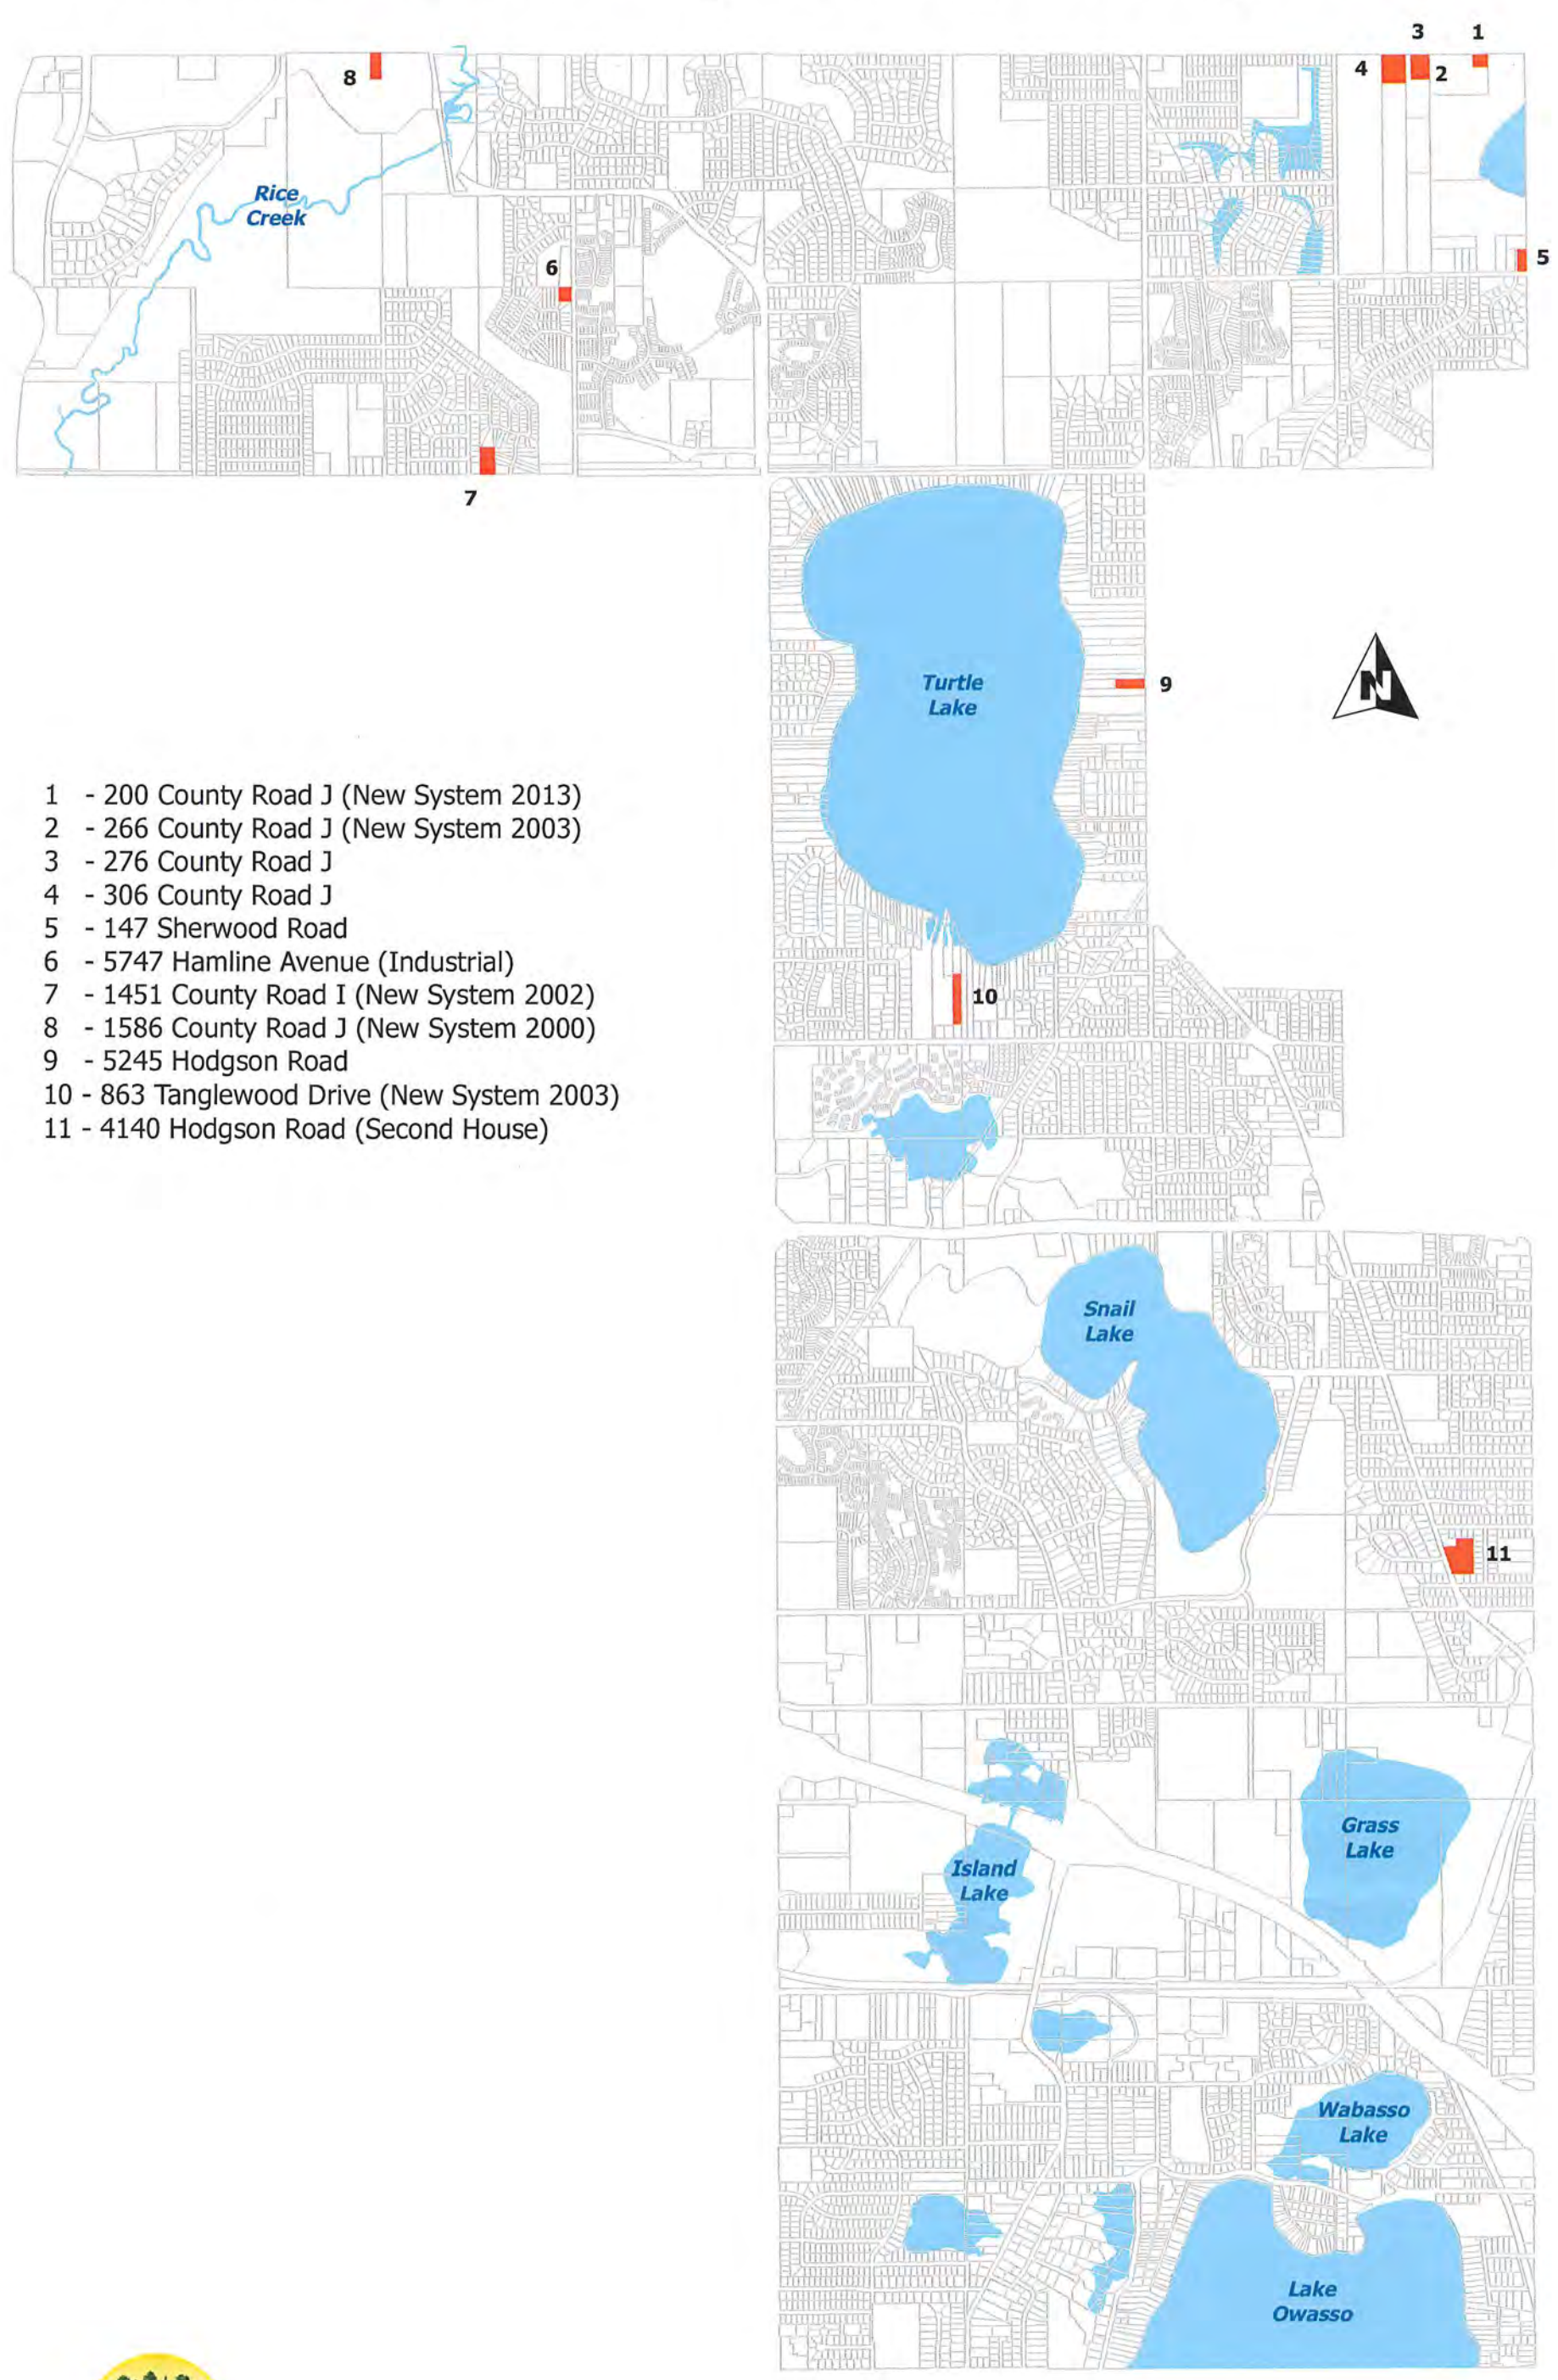 3 1
8 4 2
Rice
Creek
5
6
7
Turtle
Lake
9
N
1 - 200 County Road J (New System 2013)
2 - 266 County Road J (New System 2003)
3 - 276 County Road J
4 - 306 County Road J
5 - 147 Sherwood Road
6 - 5747 Hamline Avenue (Industrial)
7 - 1451 County Road I (New System 2002)
8 - 1586 County Road J (New System 2000)
9 - 5245 Hodgson Road
10 - 863 Tanglewood Drive (New System 2003)
11 - 4140 Hodgson Road (Second House)
10
Snail
Lake
11
Grass
Lake
Island
Lake
Wabasso
Lake
Lake
Owasso